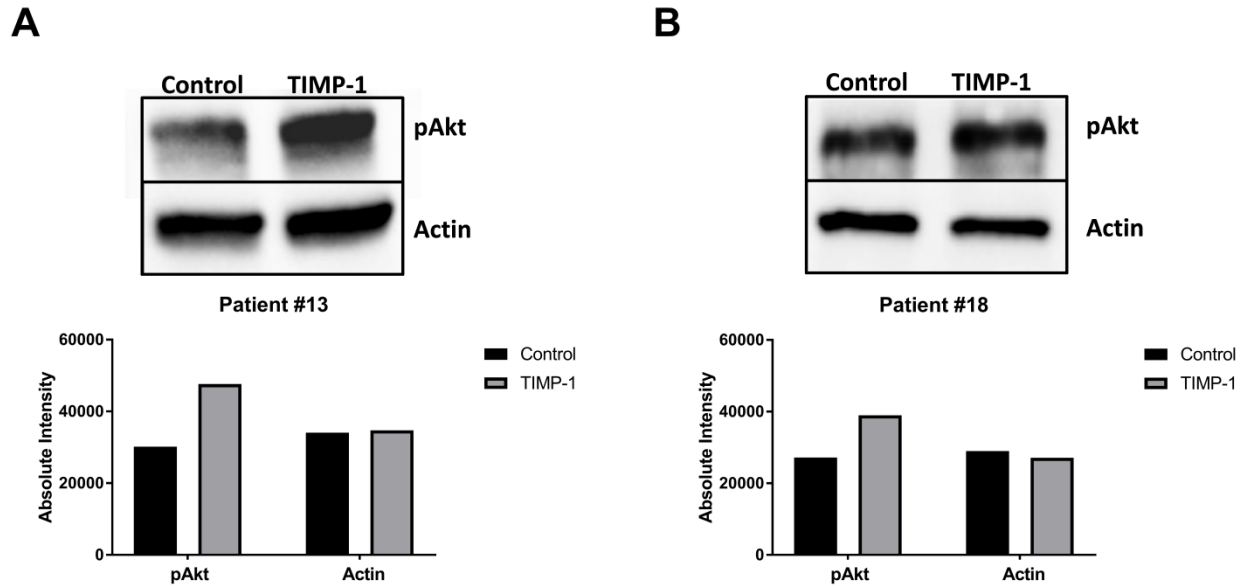 A
Control TIMP-1
pAkt
Actin
Patient #13
60000
40000
20000
0
Absolute Intensity
pAkt Actin
Control
TIMP-1
B
Control TIMP-1
pAkt
Actin
Patient #18
60000
40000
20000
0
Absolute Intensity
pAkt Actin
Control
TIMP-1